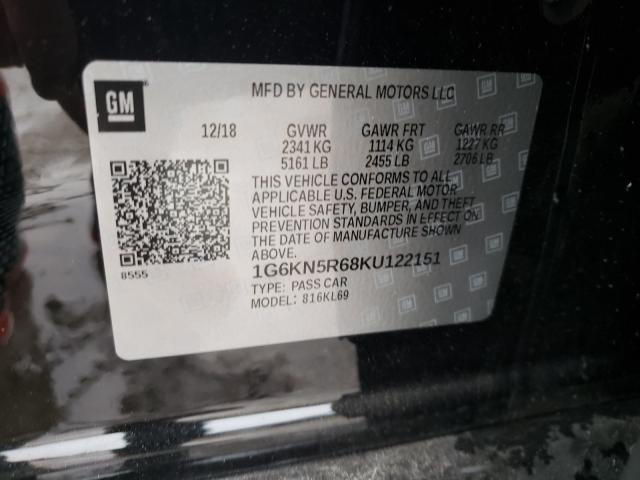 GM
MFD BY GENERAL MOTORS LLC
12/18 GVWR GAWR FRT GAWR RR
2341 KG 1114 KG 1227 KG
5161 LB 2455 LB 2706 LB
THIS VEHICLE CONFORMS TO ALL
APPLICABLE U.S. FEDERAL MOTOR
VEHICLE SAFETY, BUMPER, AND THEFT
PREVENTION STANDARDS IN EFFECT ON
THE DATE OF MANUFACTURE SHOWN
ABOVE.
8555
1G6KN5R68KU122151
TYPE: PASS CAR
MODEL: 816KL69